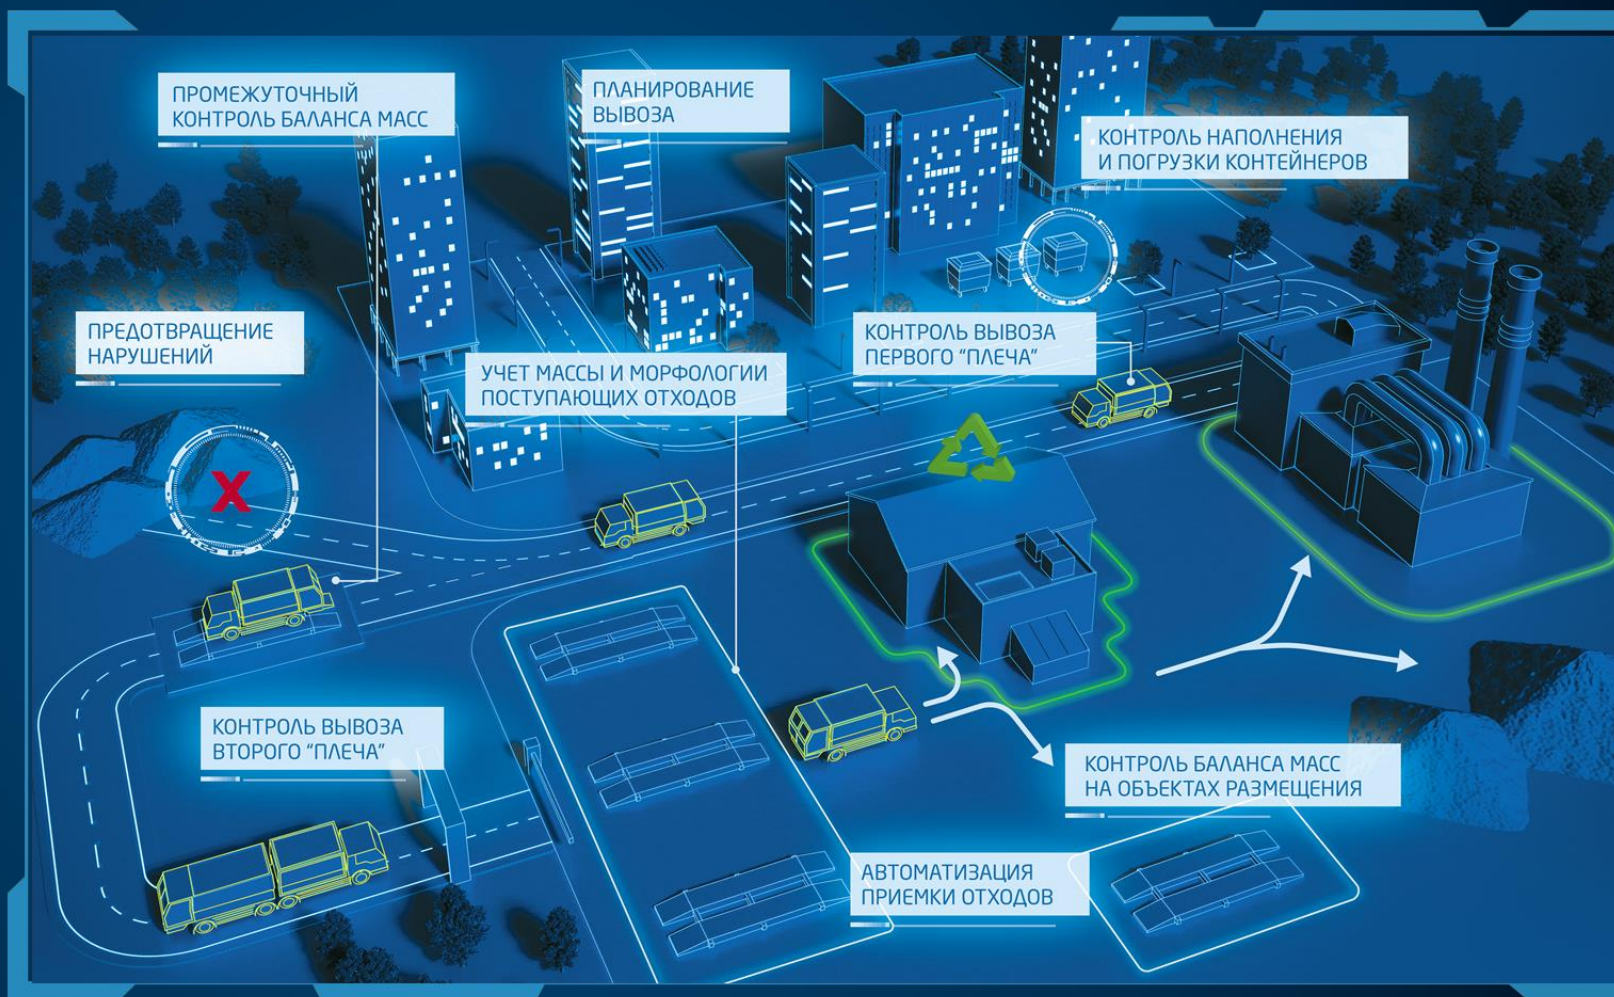 ПРОМЕЖУТОЧНЫЙ
КОНТРОЛЬ БАЛАНСА МАСС
ПЛАНИРОВАНИЕ
ВЫВОЗА
КОНТРОЛЬ НАПОЛНЕНИЯ
И ПОГРУЗКИ КОНТЕЙНЕРОВ
ПРЕДОТВРАЩЕНИЕ
НАРУШЕНИЙ
УЧЕТ МАССЫ И МОРФОЛОГИИ
ПОСТУПАЮЩИХ ОТХОДОВ
КОНТРОЛЬ ВЫВОЗА
ПЕРВОГО "ПЛЕЧА"
X
КОНТРОЛЬ ВЫВОЗА
ВТОРОГО "ПЛЕЧА"
КОНТРОЛЬ БАЛАНСА МАСС
НА ОБЪЕКТАХ РАЗМЕЩЕНИЯ
АВТОМАТИЗАЦИЯ
ПРИЕМКИ ОТХОДОВ